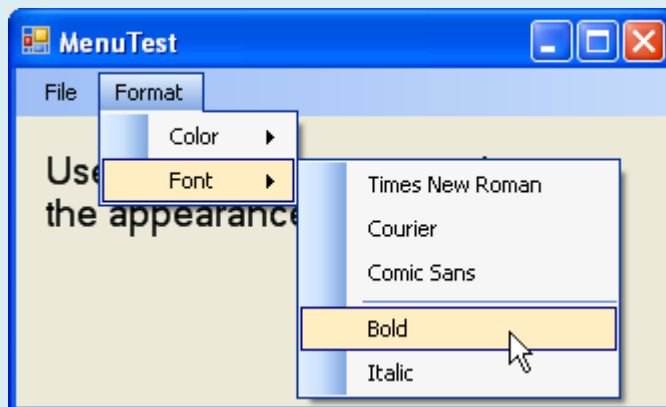 MenuTest
File Format
Color
Font
Use
the appearance
Times New Roman
Courier
Comic Sans
Bold
Italic